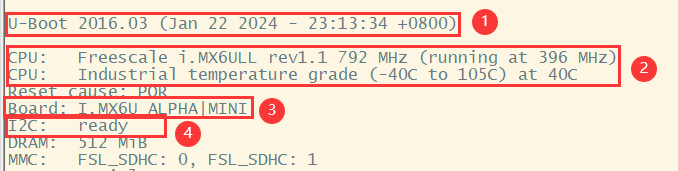 U-Boot 2016.03 (Jan 22 2024 - 23:13:34 +0800)
1
CPU:   Freescale i.MX6ULL rev1.1 792 MHz (running at 396 MHz)
CPU:   Industrial temperature grade (-40C to 105C) at 40C
2
Reset cause: POR
Board: I.MX6U ALPHA|MINI
3
I2C:   ready
4
DRAM:  512 MiB
MMC:   FSL_SDHC: 0, FSL_SDHC: 1